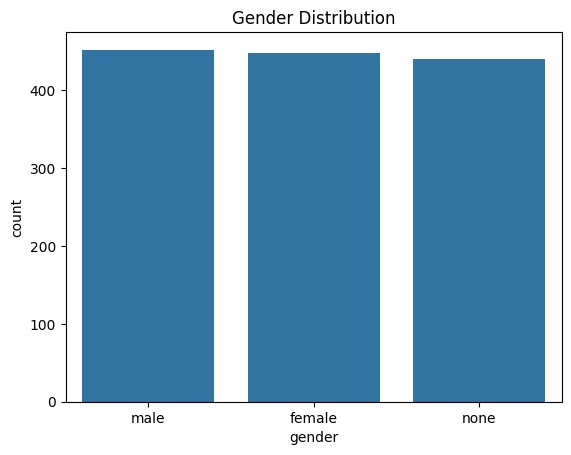 Gender Distribution
count
400
300
200
100
0
male female none
gender